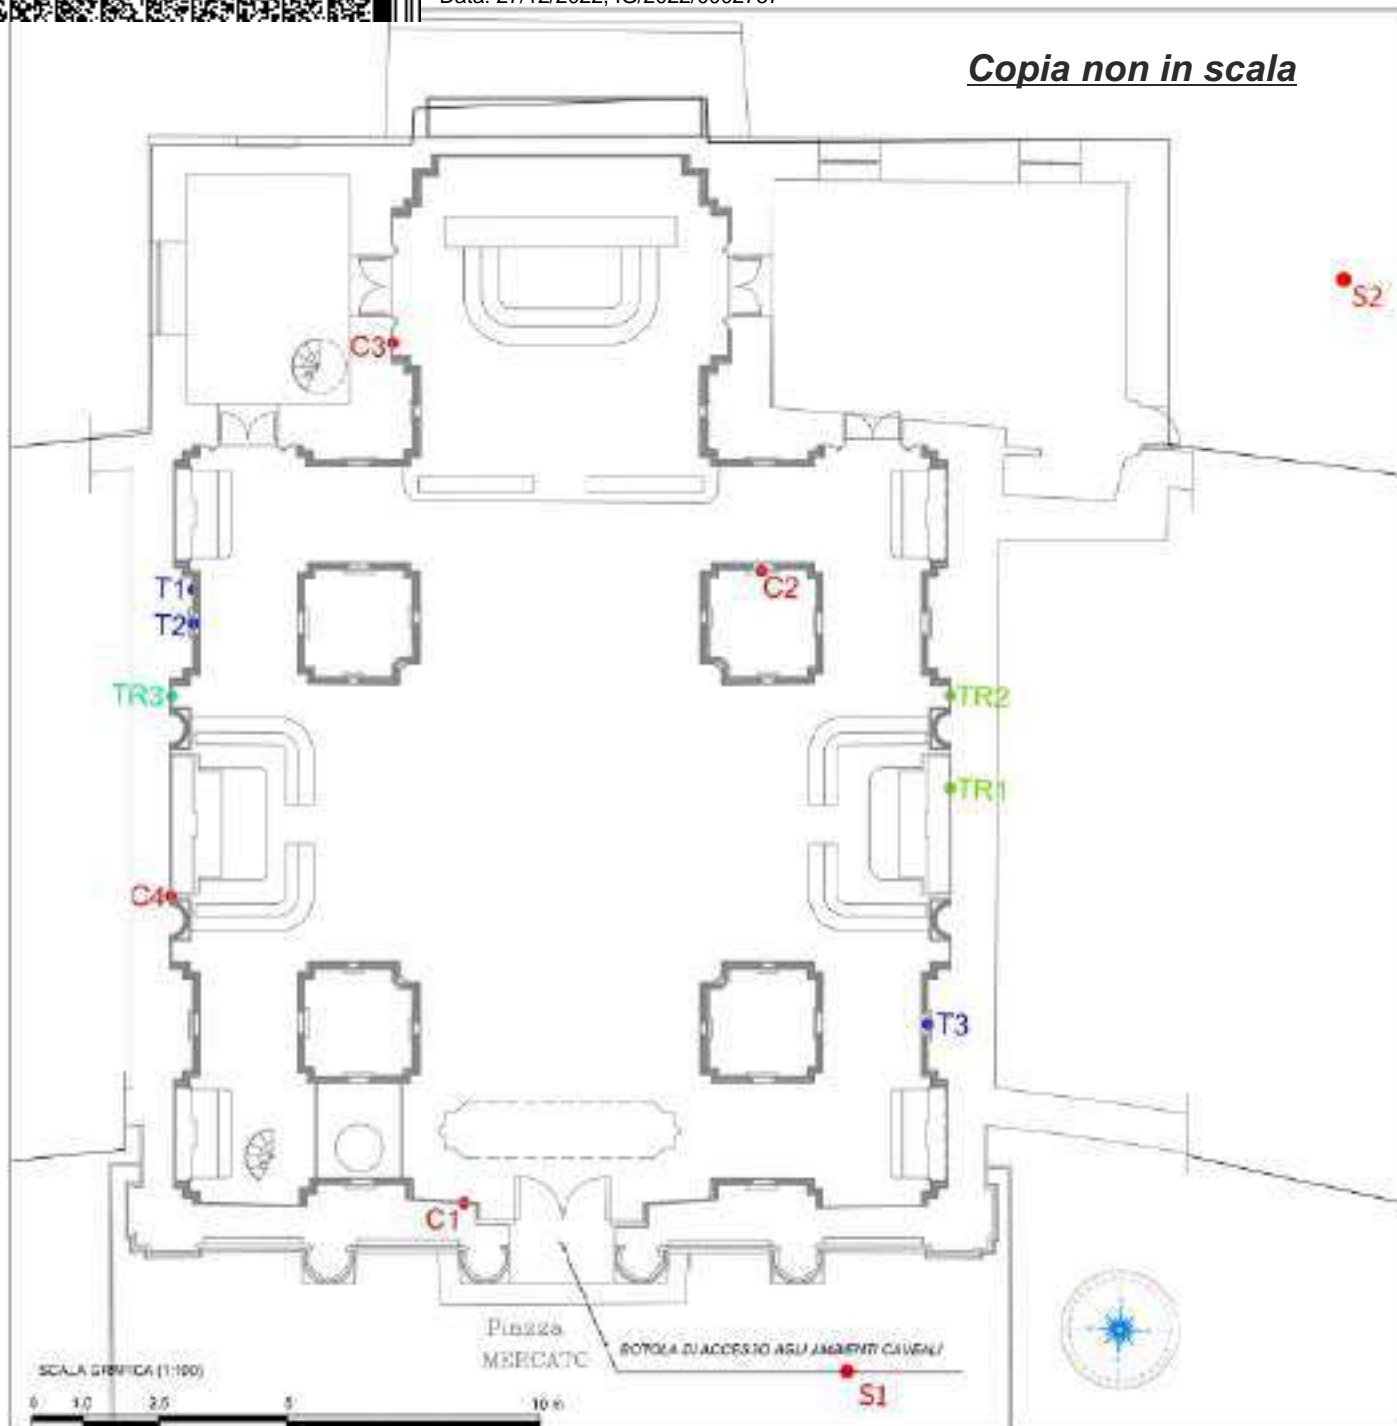 Copia non in scala
S2
C3
T1
C2
T2
TR3
TR2
TR1
C4
T3
C1
Piazza
MERCATO
BOTOLA DI ACCESSO AGLI AMBIENTI CAVEALI
S1
SCALA GRAFICA (1:100)
0 1,0 2,5 5 10 m